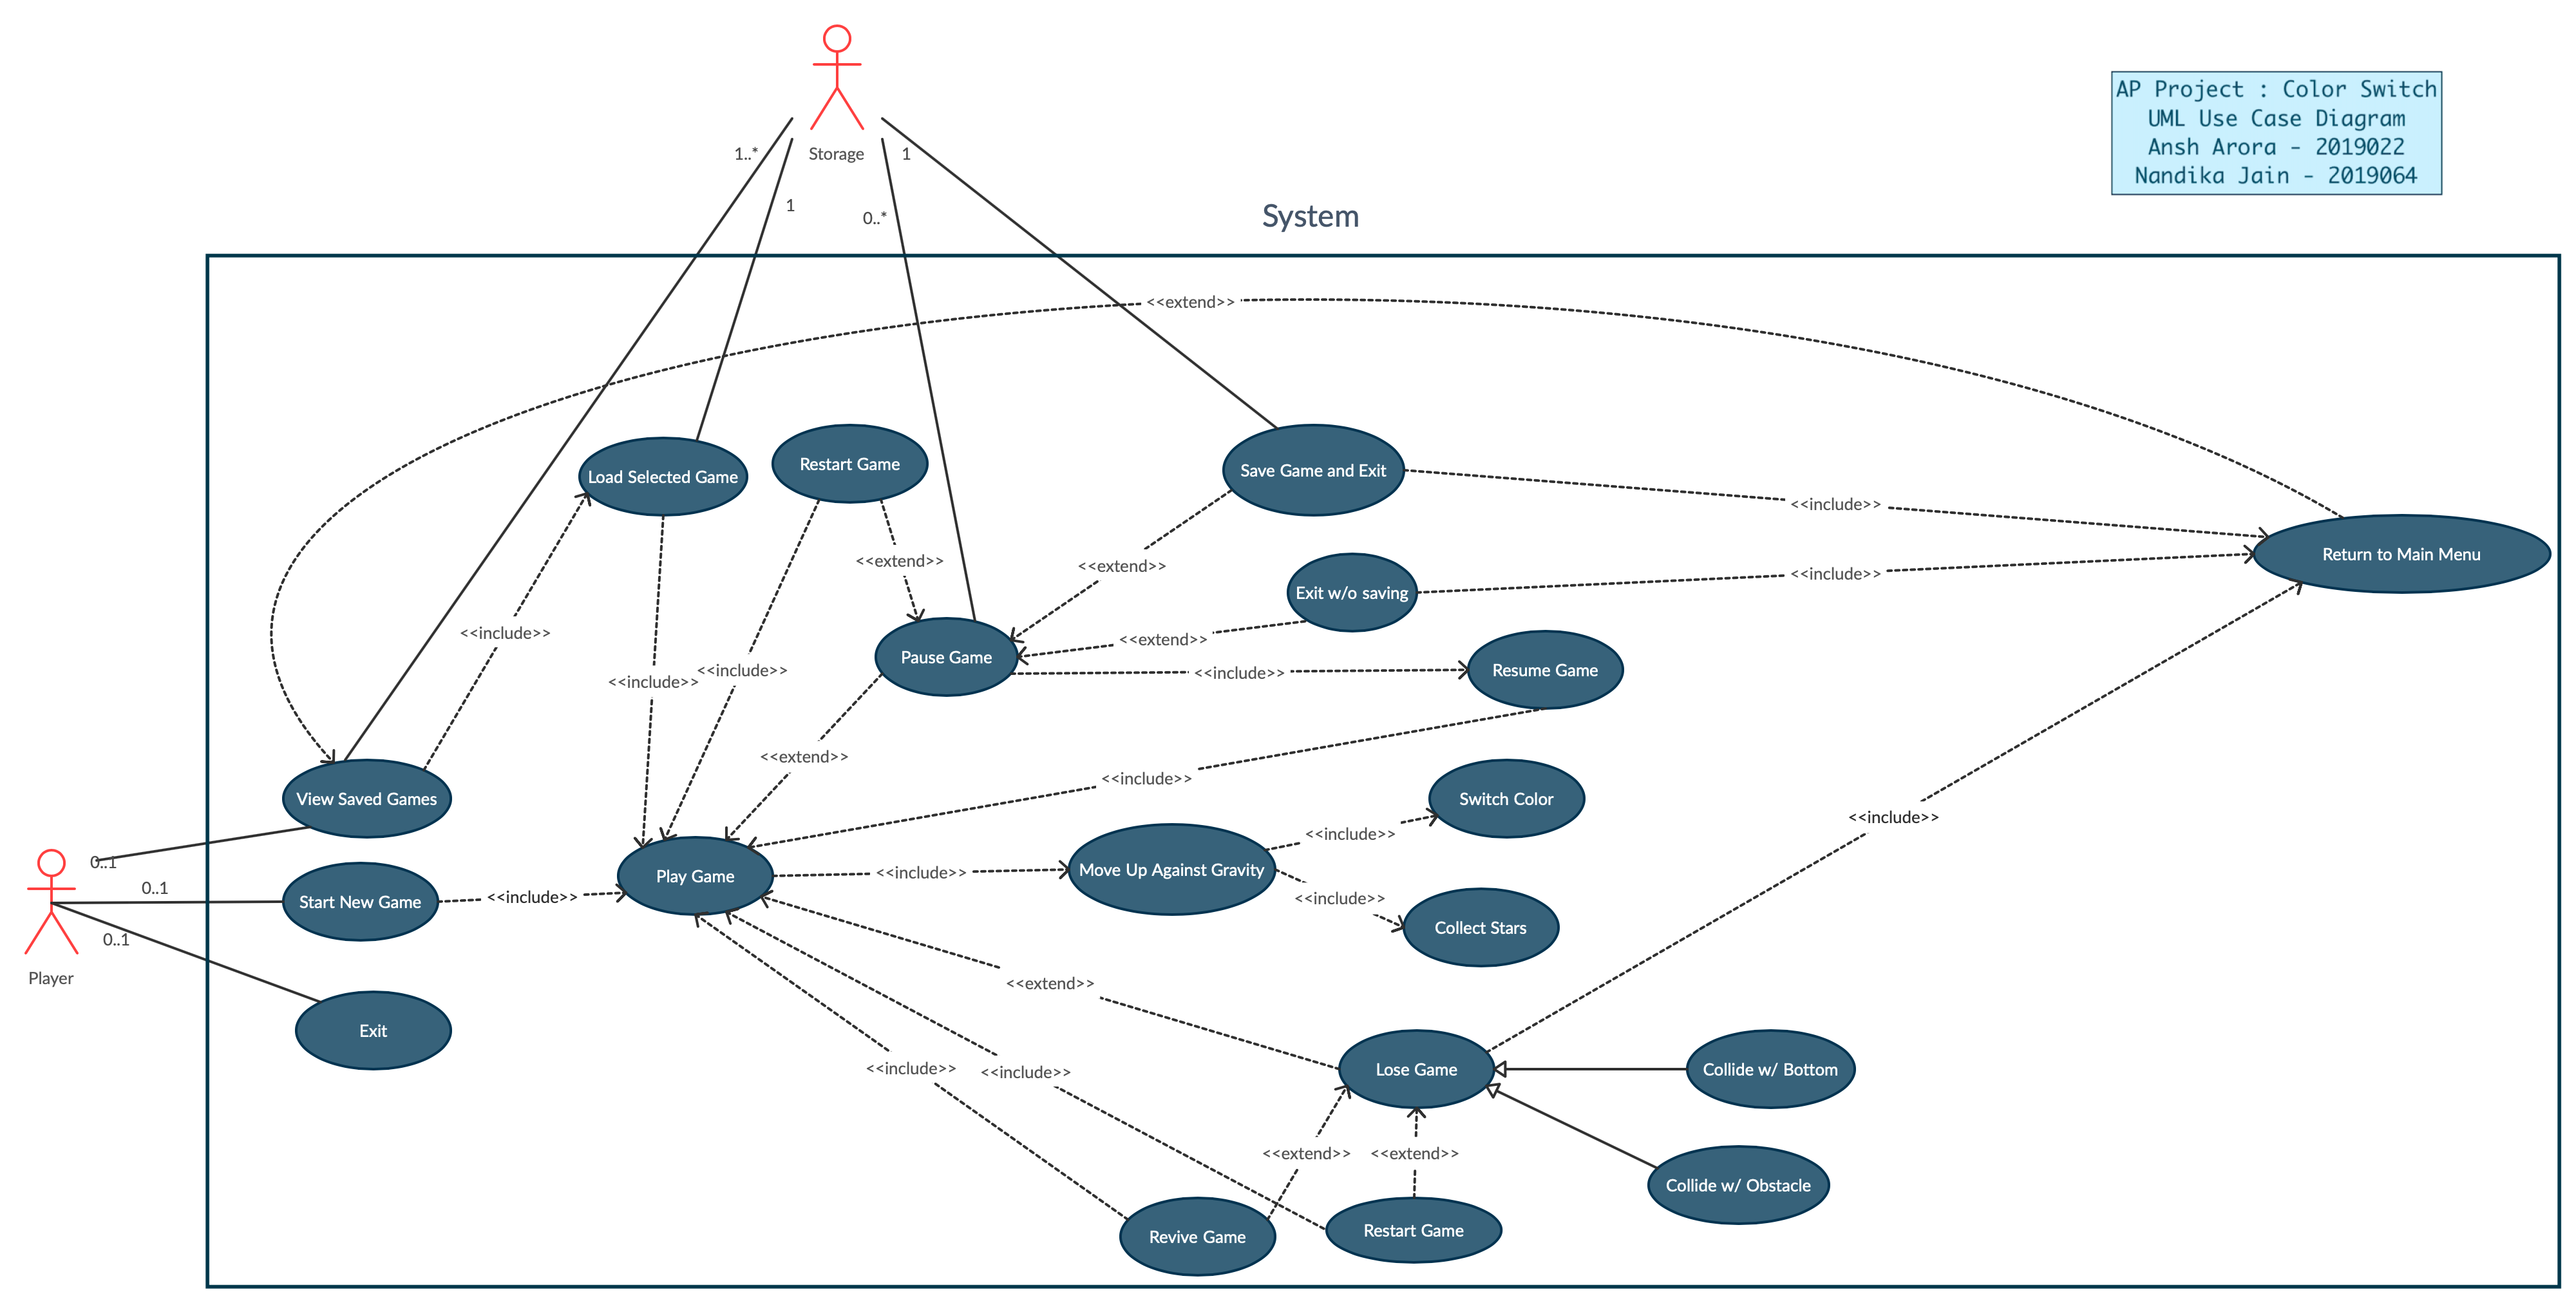 AP Project : Color Switch
UML Use Case Diagram
Ansh Arora - 2019022
Nandika Jain - 2019064
1..*
Storage
1
1
0..*
System
<<extend>>
Restart Game
Save Game and Exit
Load Selected Game
<<include>>
Return to Main Menu
<<extend>>
<<extend>>
<<include>>
Exit w/o saving
<<include>>
<<extend>>
Pause Game
<<include>>
<<include>>
<<include>>
Resume Game
<<extend>>
<<include>>
View Saved Games
Switch Color
<<include>>
<<include>>
0..1
Play Game
<<include>>
Move Up Against Gravity
0..1
Start New Game
<<include>>
<<include>>
Collect Stars
0..1
Player
<<extend>>
Exit
<<include>>
<<include>>
Lose Game
Collide w/ Bottom
<<extend>>
<<extend>>
Collide w/ Obstacle
Revive Game
Restart Game